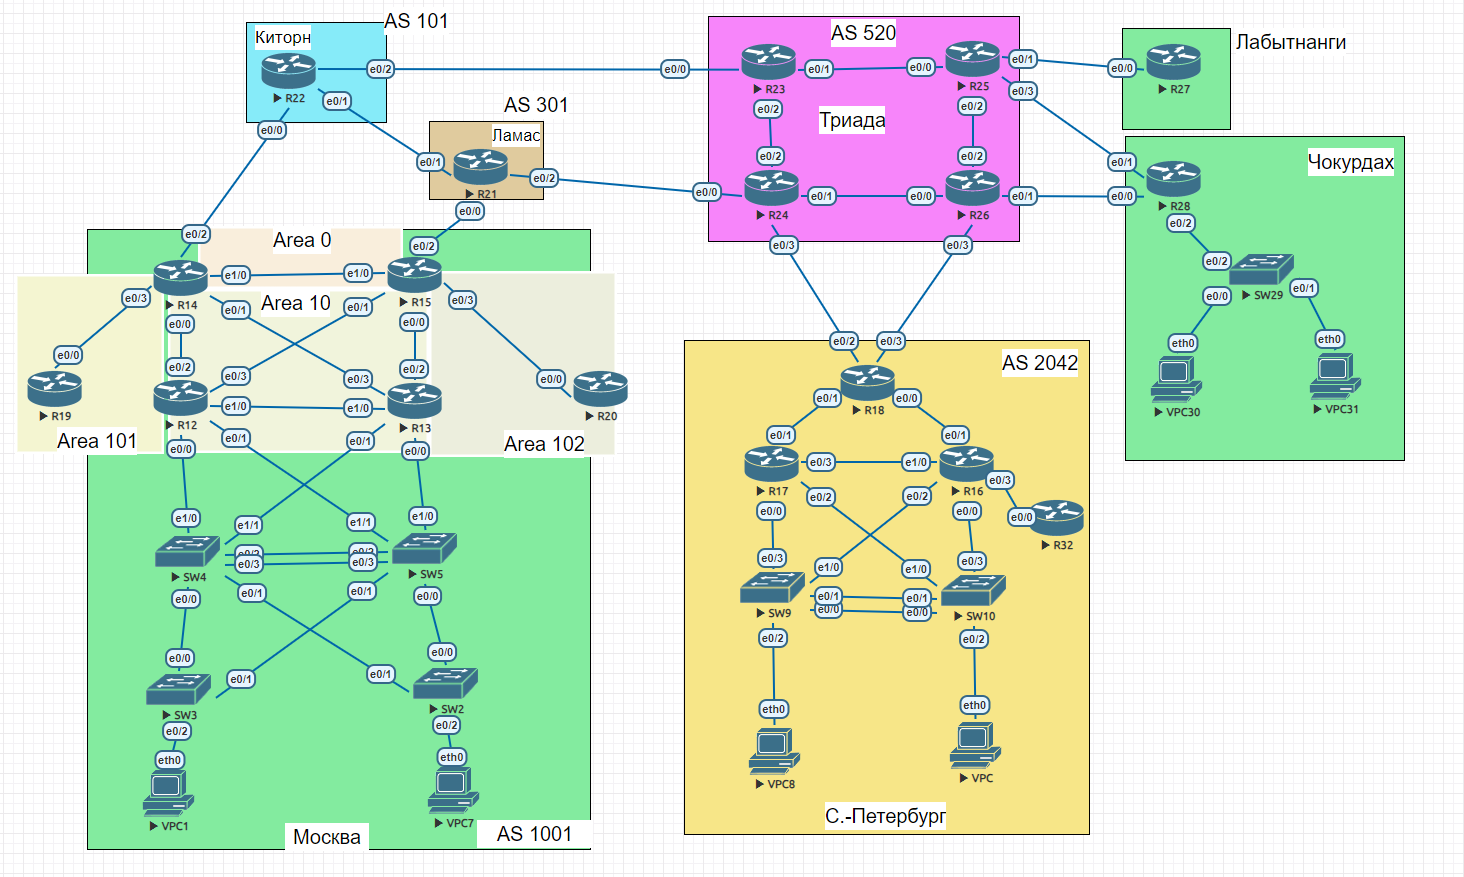 AS 101
Киторн
R22
e0/2
e0/1
e0/0
AS 301
Ламас
e0/1
R21
e0/2
e0/0
AS 520
Триада
e0/0
R23
e0/1
e0/2
e0/0
R25
e0/1
e0/3
e0/2
e0/2
e0/0
R24
e0/1
e0/3
e0/2
e0/0
R26
e0/1
e0/3
Лабытнанги
e0/0
R27
Чокурдах
e0/1
e0/0
R28
e0/2
e0/2
SW29
e0/0
e0/1
eth0
eth0
VPC30
VPC31
Area 0
e0/2
R14
e1/0
e0/3
e0/0
e0/1
e0/2
e1/0
R15
e0/1
e0/3
e0/0
Area 10
e0/0
R19
Area 101
e0/2
e0/3
R12
e1/0
e0/1
e0/0
e0/3
e0/2
e1/0
R13
e0/1
e0/0
e0/0
R20
Area 102
e1/0
e1/1
e0/2
e0/3
SW4
e0/0
e0/1
e1/1
e1/0
e0/2
e0/3
SW5
e0/1
e0/0
e0/0
e0/1
SW3
e0/2
e0/1
e0/0
SW2
e0/2
eth0
VPC1
eth0
VPC7
Москва
AS 1001
AS 2042
e0/2
e0/3
R18
e0/1
e0/0
e0/1
R17
e0/3
e0/2
e0/0
e0/1
e1/0
R16
e0/3
e0/2
e0/0
e0/0
R32
e0/3
e1/0
SW9
e0/1
e0/0
e0/2
e0/3
e1/0
e0/1
e0/0
SW10
e0/2
eth0
VPC8
eth0
VPC
С.-Петербург